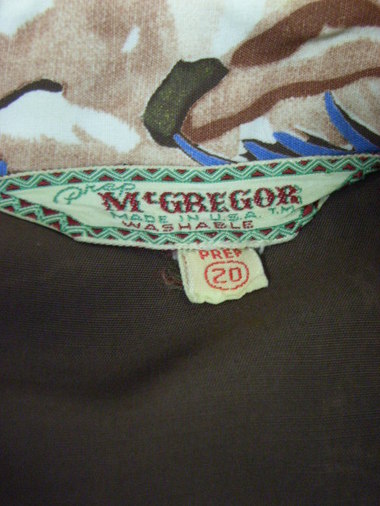 Prep
McGREGOR
MADE IN U.S.A. T.M.
WASHABLE
PREP
20